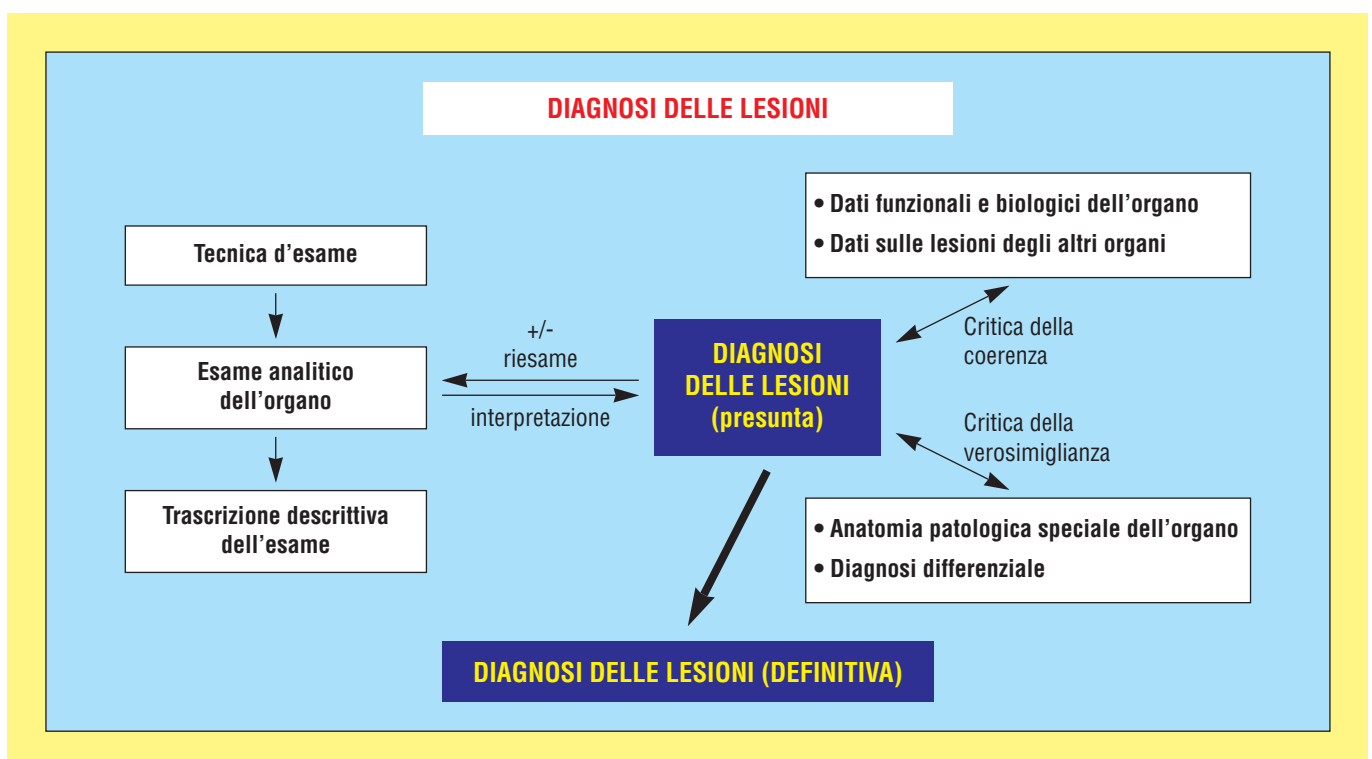 DIAGNOSI DELLE LESIONI
Tecnica d'esame
Esame analitico
dell'organo
Trascrizione descrittiva
dell'esame
+/-
riesame
interpretazione
DIAGNOSI
DELLE LESIONI
(presunta)
• Dati funzionali e biologici dell'organo
• Dati sulle lesioni degli altri organi
Critica della
coerenza
Critica della
verosimiglianza
• Anatomia patologica speciale dell'organo
• Diagnosi differenziale
DIAGNOSI DELLE LESIONI (DEFINITIVA)